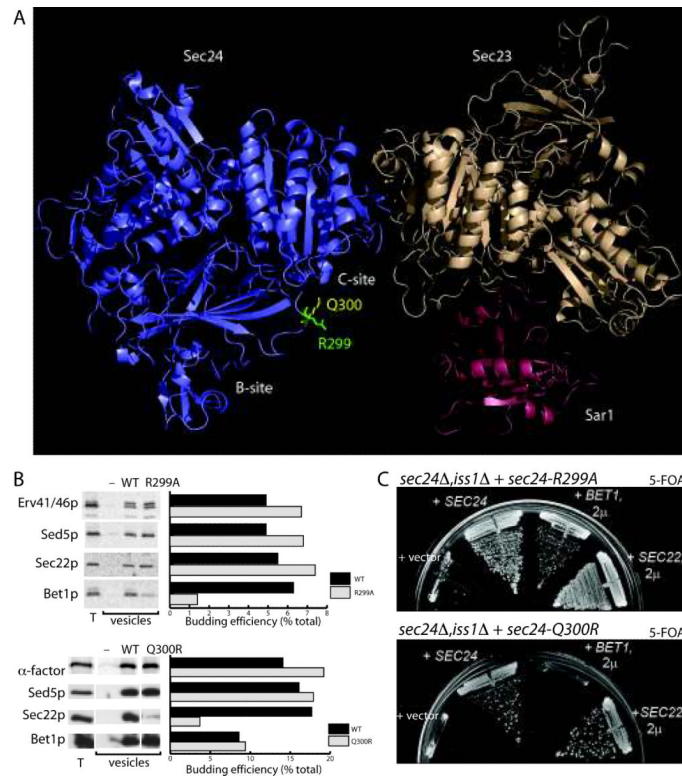 A
Sec24
Sec23
C-site
Q300
R299
B-site
Sar1
B
– WT R299A
Erv41/46p
Sed5p
Sec22p
Bet1p
T vesicles
WT
R299A
0 1 2 3 4 5 6 7 8
Budding efficiency (% total)
– WT Q300R
α-factor
Sed5p
Sec22p
Bet1p
T vesicles
WT
Q300R
0 5 10 15 20
Budding efficiency (% total)
C
sec24Δ,iss1Δ + sec24-R299A 5-FOA
+ SEC24
+ BET1,
2μ
+ vector
+ SEC22,
2μ
sec24Δ,iss1Δ + sec24-Q300R 5-FOA
+ SEC24
+ BET1,
2μ
+ vector
+ SEC22,
2μ